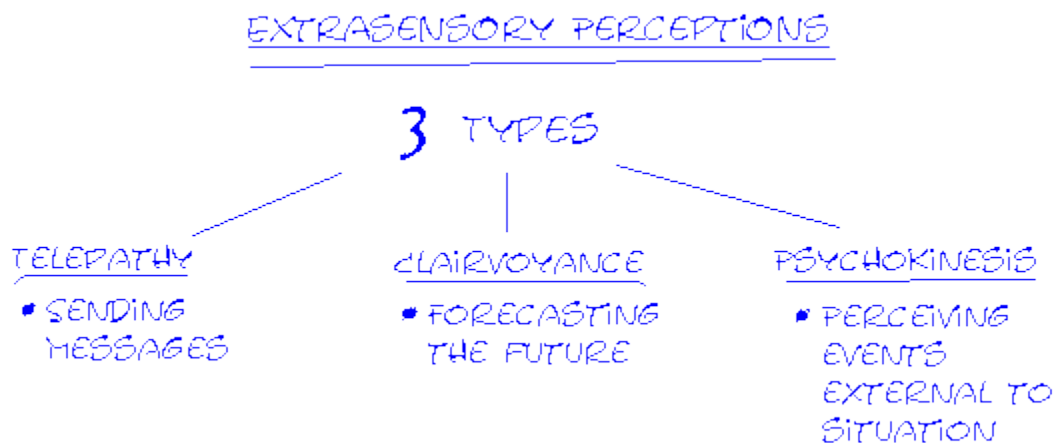 EXTRASENSORY PERCEPTIONS
3 TYPES
TELEPATHY
• SENDING
MESSAGES
CLAIRVOYANCE
• FORECASTING
THE FUTURE
PSYCHOKINESIS
• PERCEIVING
EVENTS
EXTERNAL TO
SITUATION